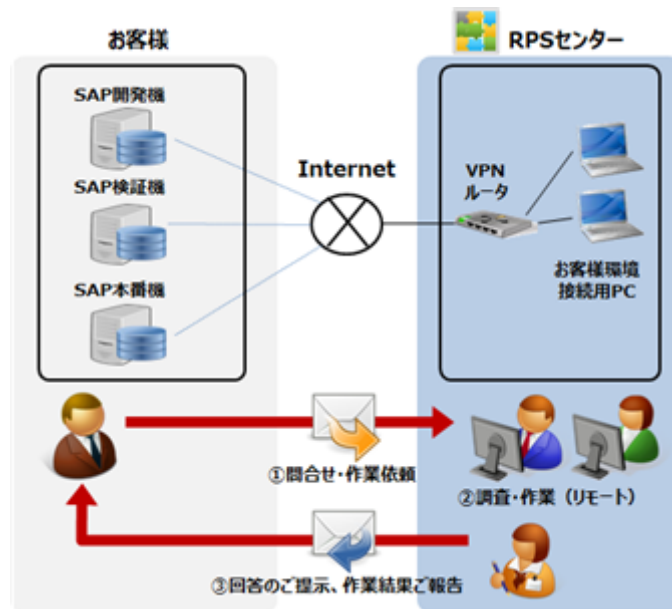 お客様
RPSセンター
SAP開発機
SAP検証機
SAP本番機
Internet
VPN
ルータ
お客様環境
接続用PC
①問合せ・作業依頼
②調査・作業（リモート）
③回答のご提示、作業結果ご報告